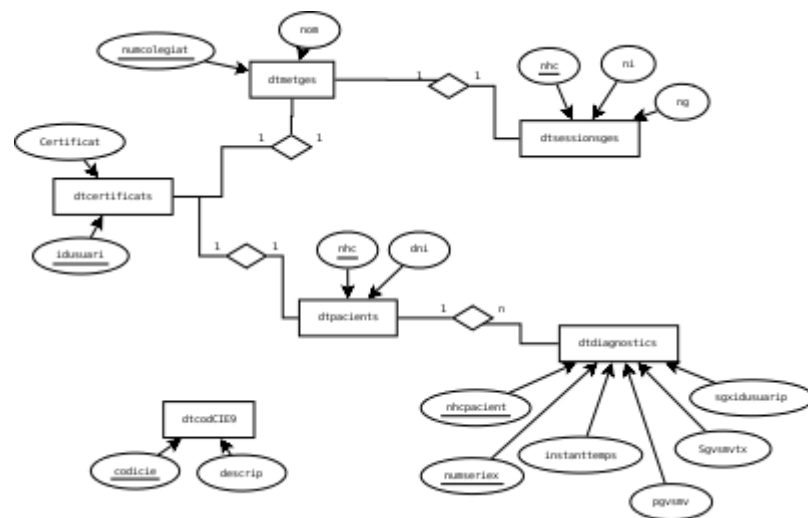 nom
numcolegiat
dtmetges
1
1
nhc
ni
ng
dtsessionsges
Certificat
1
1
dtcertificats
idusuari
1
1
nhc
dni
dtpacients
1
n
dtdiagnostics
nhcpacient
sgxidusuarip
dtcodCIE9
instanttemps
Sgvsmvtx
codicie
descrip
numseriex
pgvsmv